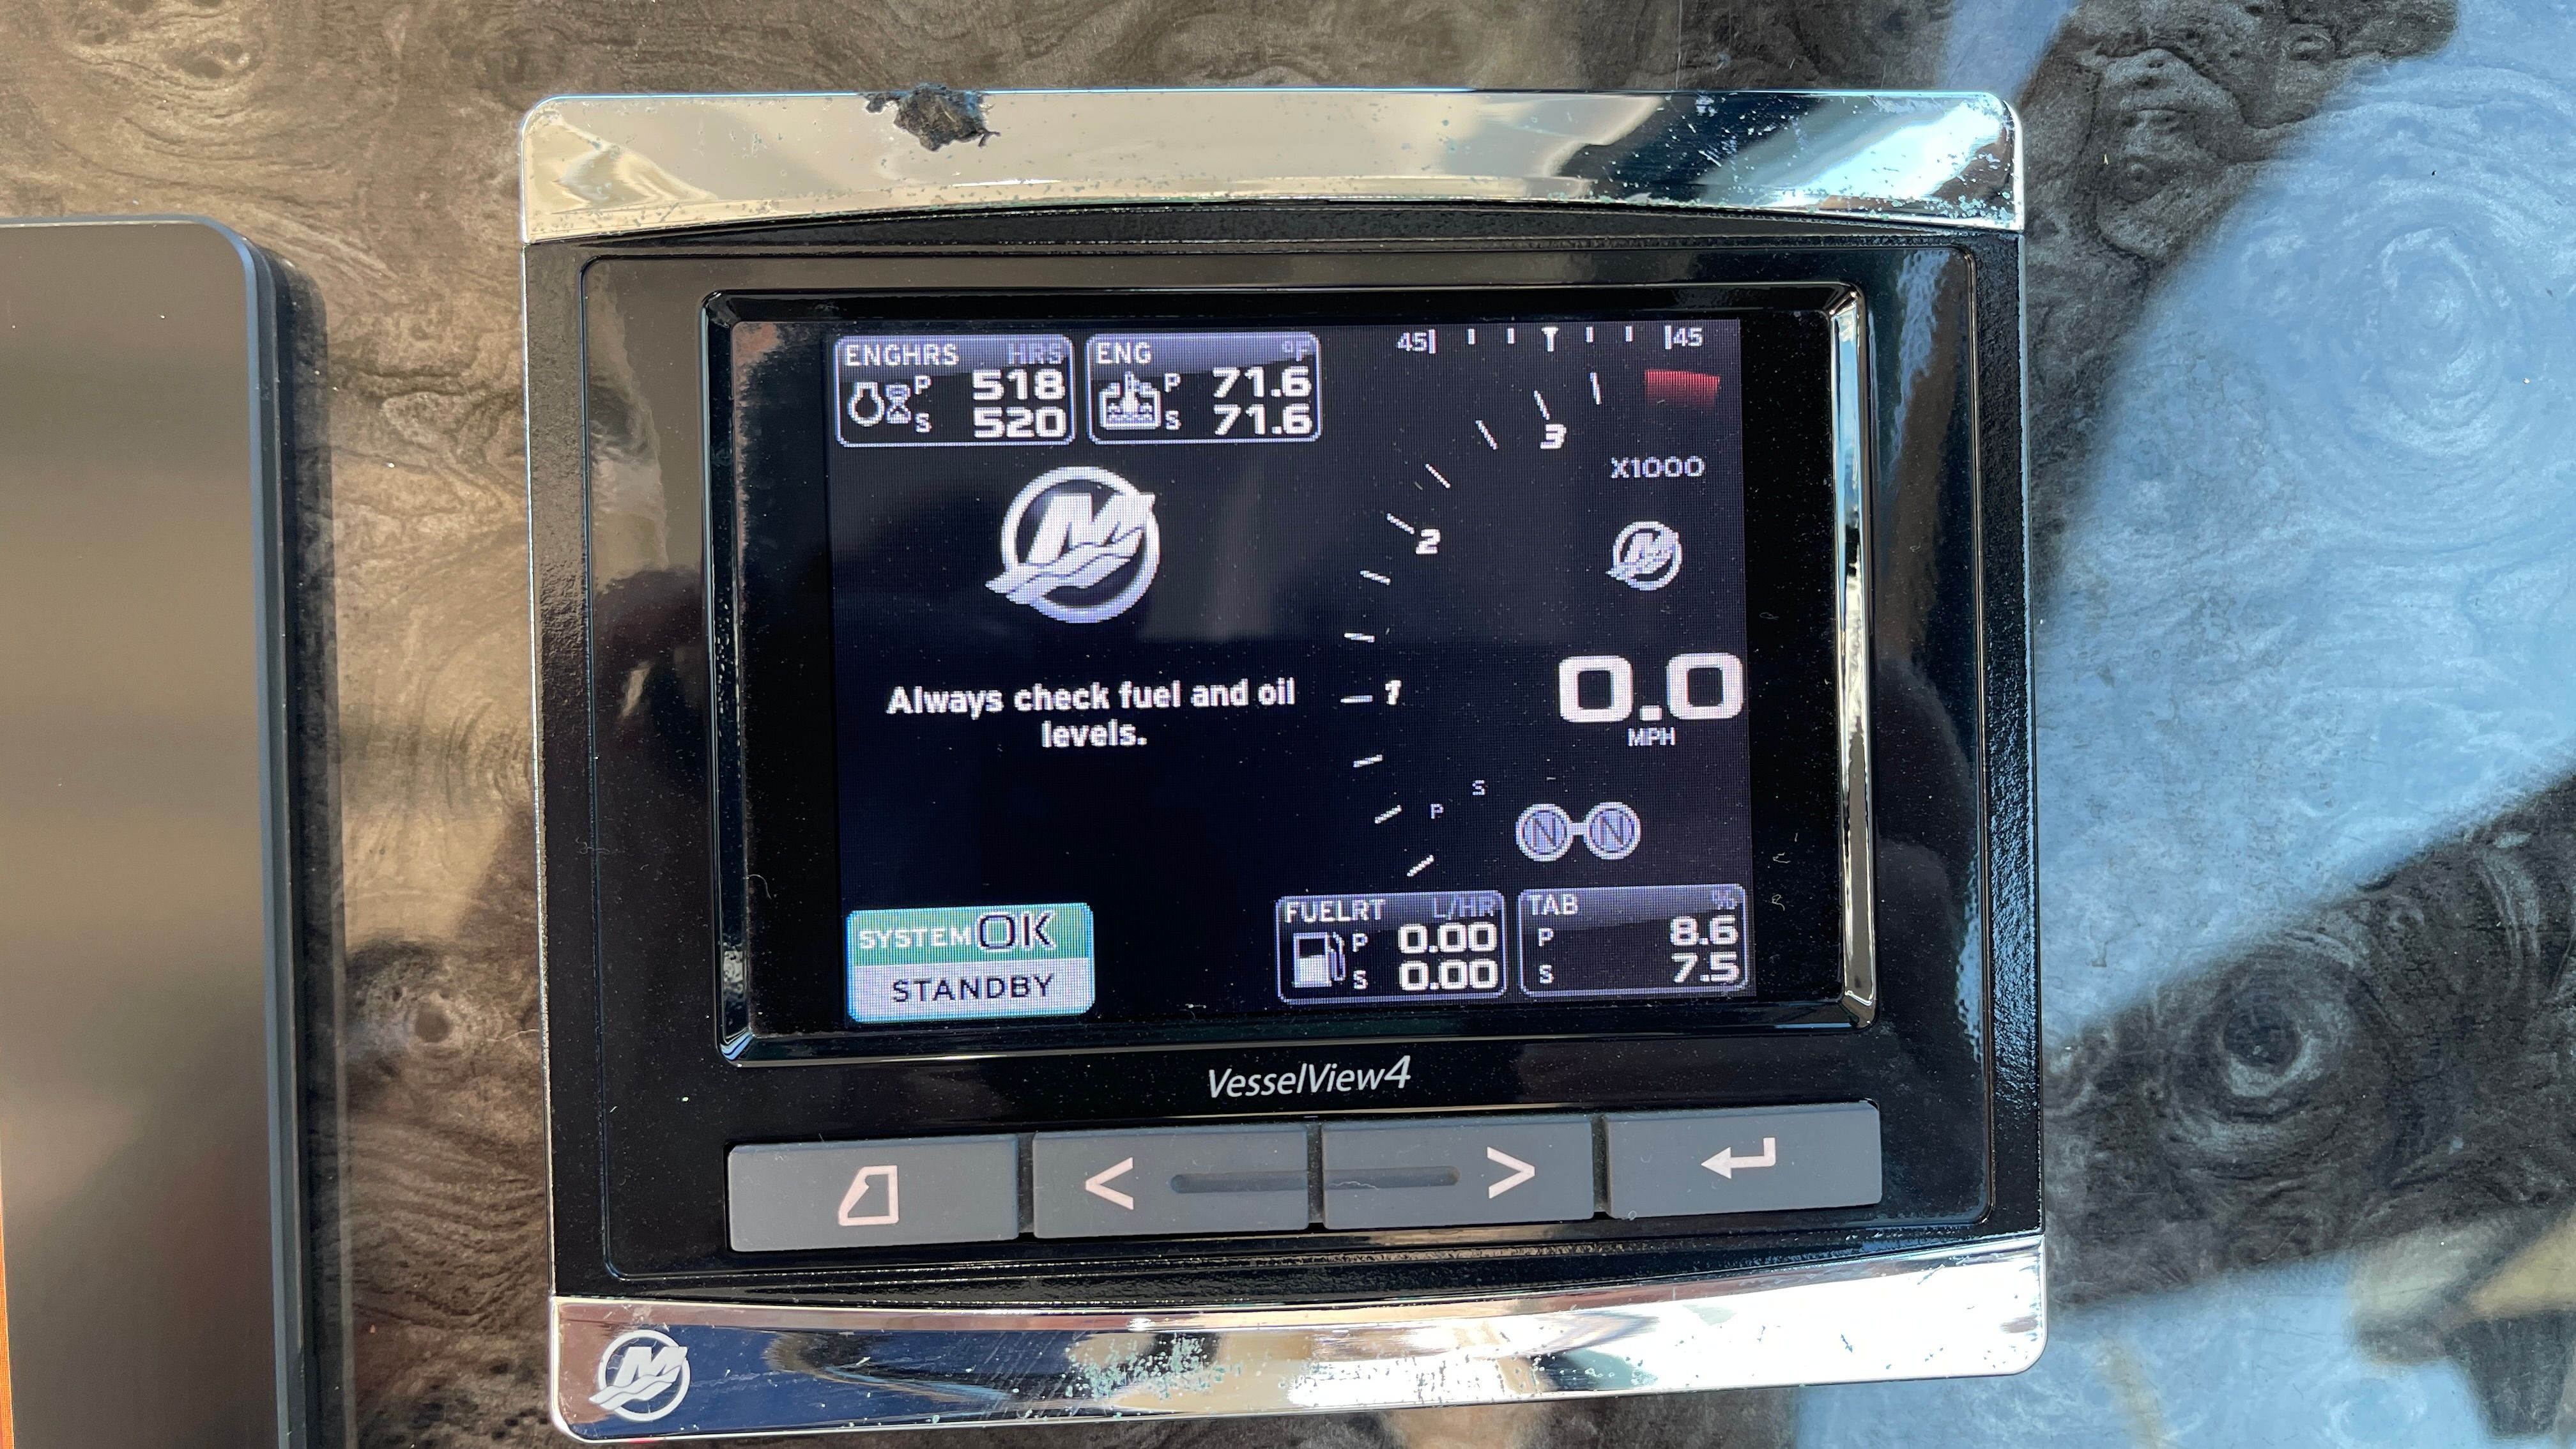 ENGHRS HRS
P 518
S 520
ENG °F
P 71.6
S 71.6
45 45
3
X1000
2
M
M
Always check fuel and oil
levels.
1
0.0
MPH
P S
N N
SYSTEM OK
STANDBY
FUELRT L/HR
P 0.00
S 0.00
TAB %
P 8.6
S 7.5
VesselView4
< >
M